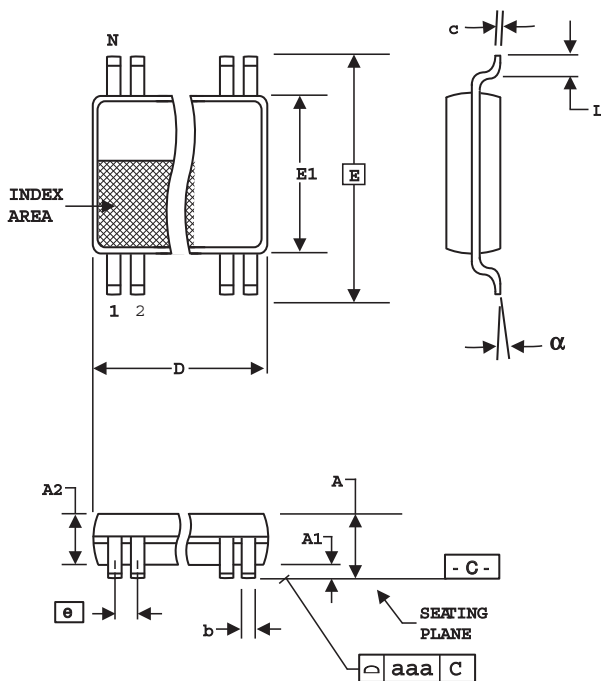 N
c
L
E1
E
INDEX
AREA
1 2
α
D
A2
A
A1
- C -
e
b
SEATING
PLANE
aaa C